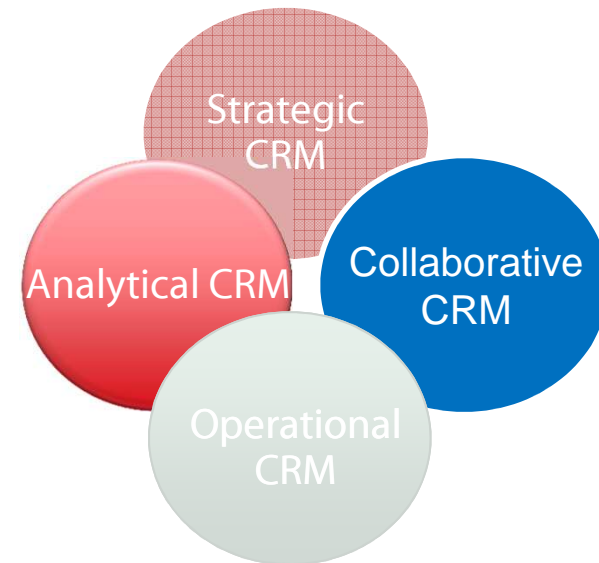 Strategic
CRM
Analytical CRM
Collaborative
CRM
Operational
CRM